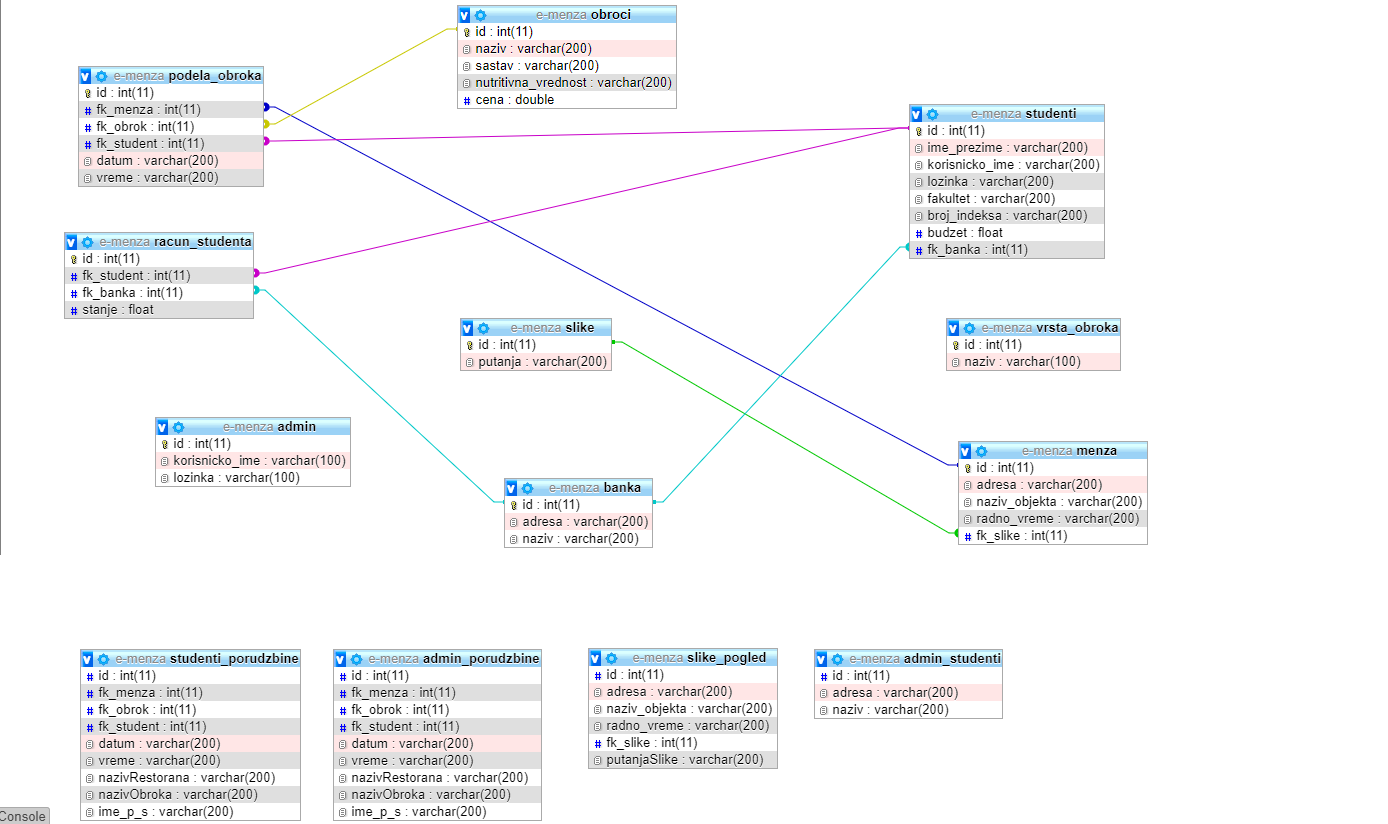 e-menza obroci
id : int(11)
naziv : varchar(200)
sastav : varchar(200)
nutritivna_vrednost : varchar(200)
cena : double
e-menza podela_obroka
id : int(11)
fk_menza : int(11)
fk_obrok : int(11)
fk_student : int(11)
datum : varchar(200)
vreme : varchar(200)
e-menza studenti
id : int(11)
ime_prezime : varchar(200)
korisnicko_ime : varchar(200)
lozinka : varchar(200)
fakultet : varchar(200)
broj_indeksa : varchar(200)
budzet : float
fk_banka : int(11)
e-menza racun_studenta
id : int(11)
fk_student : int(11)
fk_banka : int(11)
stanje : float
e-menza slike
id : int(11)
putanja : varchar(200)
e-menza vrsta_obroka
id : int(11)
naziv : varchar(100)
e-menza admin
id : int(11)
korisnicko_ime : varchar(100)
lozinka : varchar(100)
e-menza banka
id : int(11)
adresa : varchar(200)
naziv : varchar(200)
e-menza menza
id : int(11)
adresa : varchar(200)
naziv_objekta : varchar(200)
radno_vreme : varchar(200)
fk_slike : int(11)
e-menza studenti_porudzbine
id : int(11)
fk_menza : int(11)
fk_obrok : int(11)
fk_student : int(11)
datum : varchar(200)
vreme : varchar(200)
nazivRestorana : varchar(200)
nazivObroka : varchar(200)
ime_p_s : varchar(200)
e-menza admin_porudzbine
id : int(11)
fk_menza : int(11)
fk_obrok : int(11)
fk_student : int(11)
datum : varchar(200)
vreme : varchar(200)
nazivRestorana : varchar(200)
nazivObroka : varchar(200)
ime_p_s : varchar(200)
e-menza slike_pogled
id : int(11)
adresa : varchar(200)
naziv_objekta : varchar(200)
radno_vreme : varchar(200)
fk_slike : int(11)
putanjaSlike : varchar(200)
e-menza admin_studenti
id : int(11)
adresa : varchar(200)
naziv : varchar(200)
Console